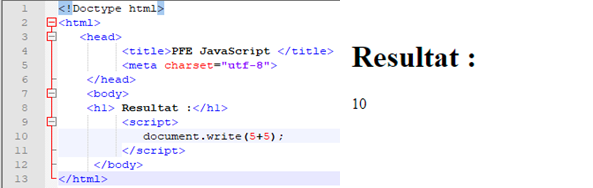 1 <!Doctype html>
2 <html>
3 <head>
4 <title>PFE JavaScript </title>
5 <meta charset="utf-8">
6 </head>
7 <body>
8 <h1> Resultat :</h1>
9 <script>
10 document.write(5+5);
11 </script>
12 </body>
13 </html>
Resultat :
10